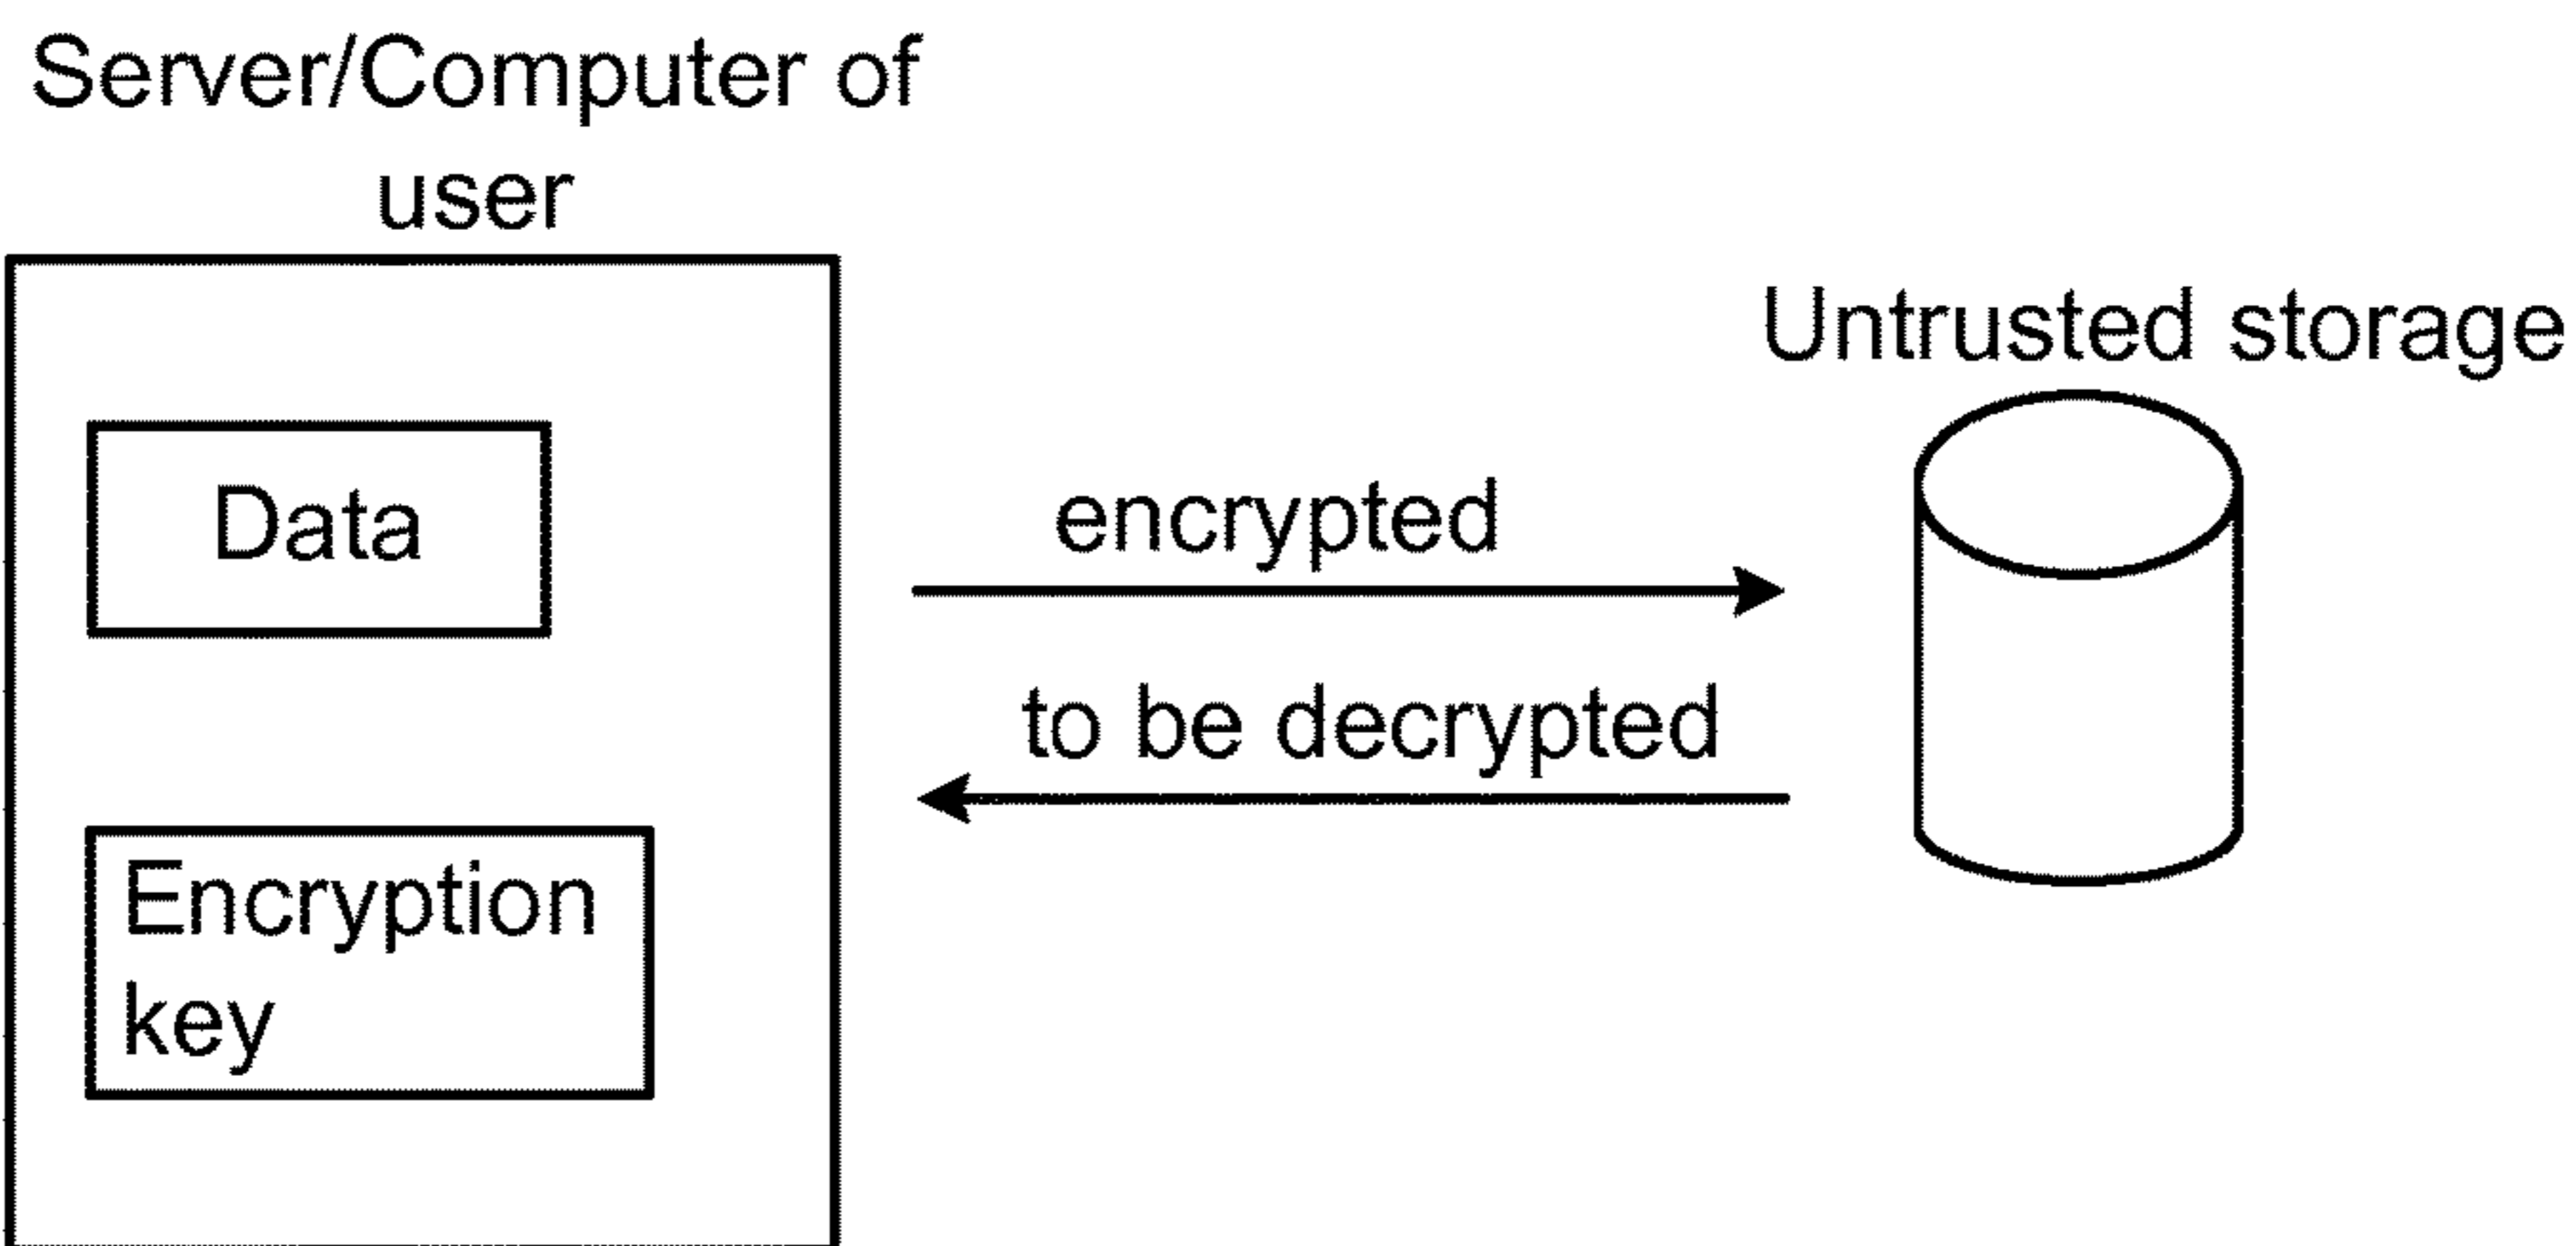 Server/Computer of
user
Untrusted storage
Data
encrypted
to be decrypted
Encryption
key